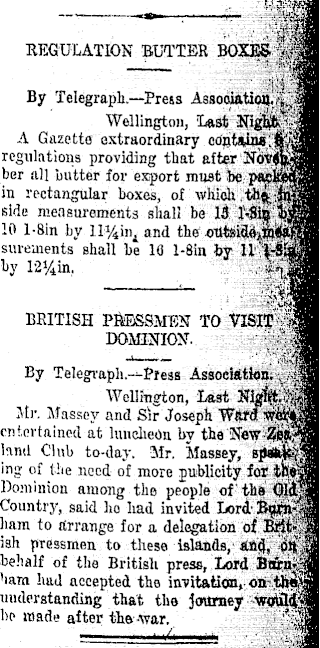 REGULATION BUTTER BOXES
By Telegraph.—Press Association.
Wellington, Last Night.
A Gazette extraordinary contains
regulations providing that after Novem-
ber all butter for export must be packed
in rectangular boxes, of which the in-
side measurements shall be 13 1-8in by
10 1-8in by 11¼in, and the outside mea-
surements shall be 16 1-8in by 11 1-8in
by 12¼in.
BRITISH PRESSMEN TO VISIT
DOMINION.
By Telegraph.—Press Association.
Wellington, Last Night.
Mr. Massey and Sir Joseph Ward were
entertained at luncheon by the New Zea-
land Club to-day. Mr. Massey, speak-
ing of the need of more publicity for the
Dominion among the people of the Old
Country, said he had invited Lord Burn-
ham to arrange for a delegation of Brit-
ish pressmen to these islands, and, on
behalf of the British press, Lord Burn-
ham had accepted the invitation, on the
understanding that the journey would
be made after the war.